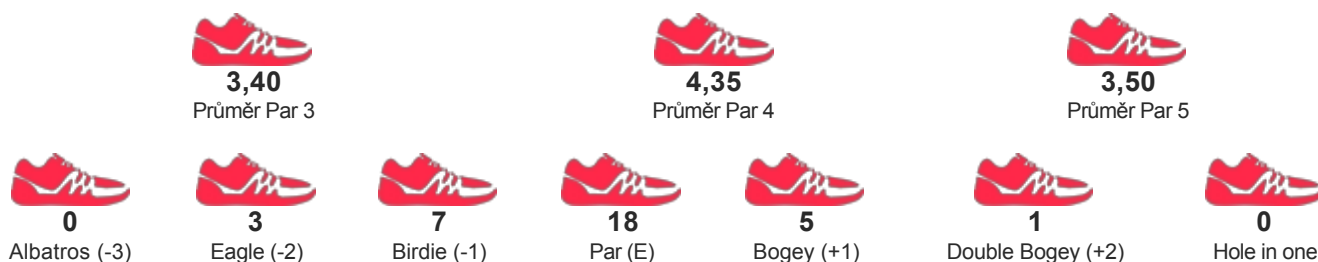 3,40
Průměr Par 3
4,35
Průměr Par 4
3,50
Průměr Par 5
0
Albatros (-3)
3
Eagle (-2)
7
Birdie (-1)
18
Par (E)
5
Bogey (+1)
1
Double Bogey (+2)
0
Hole in one